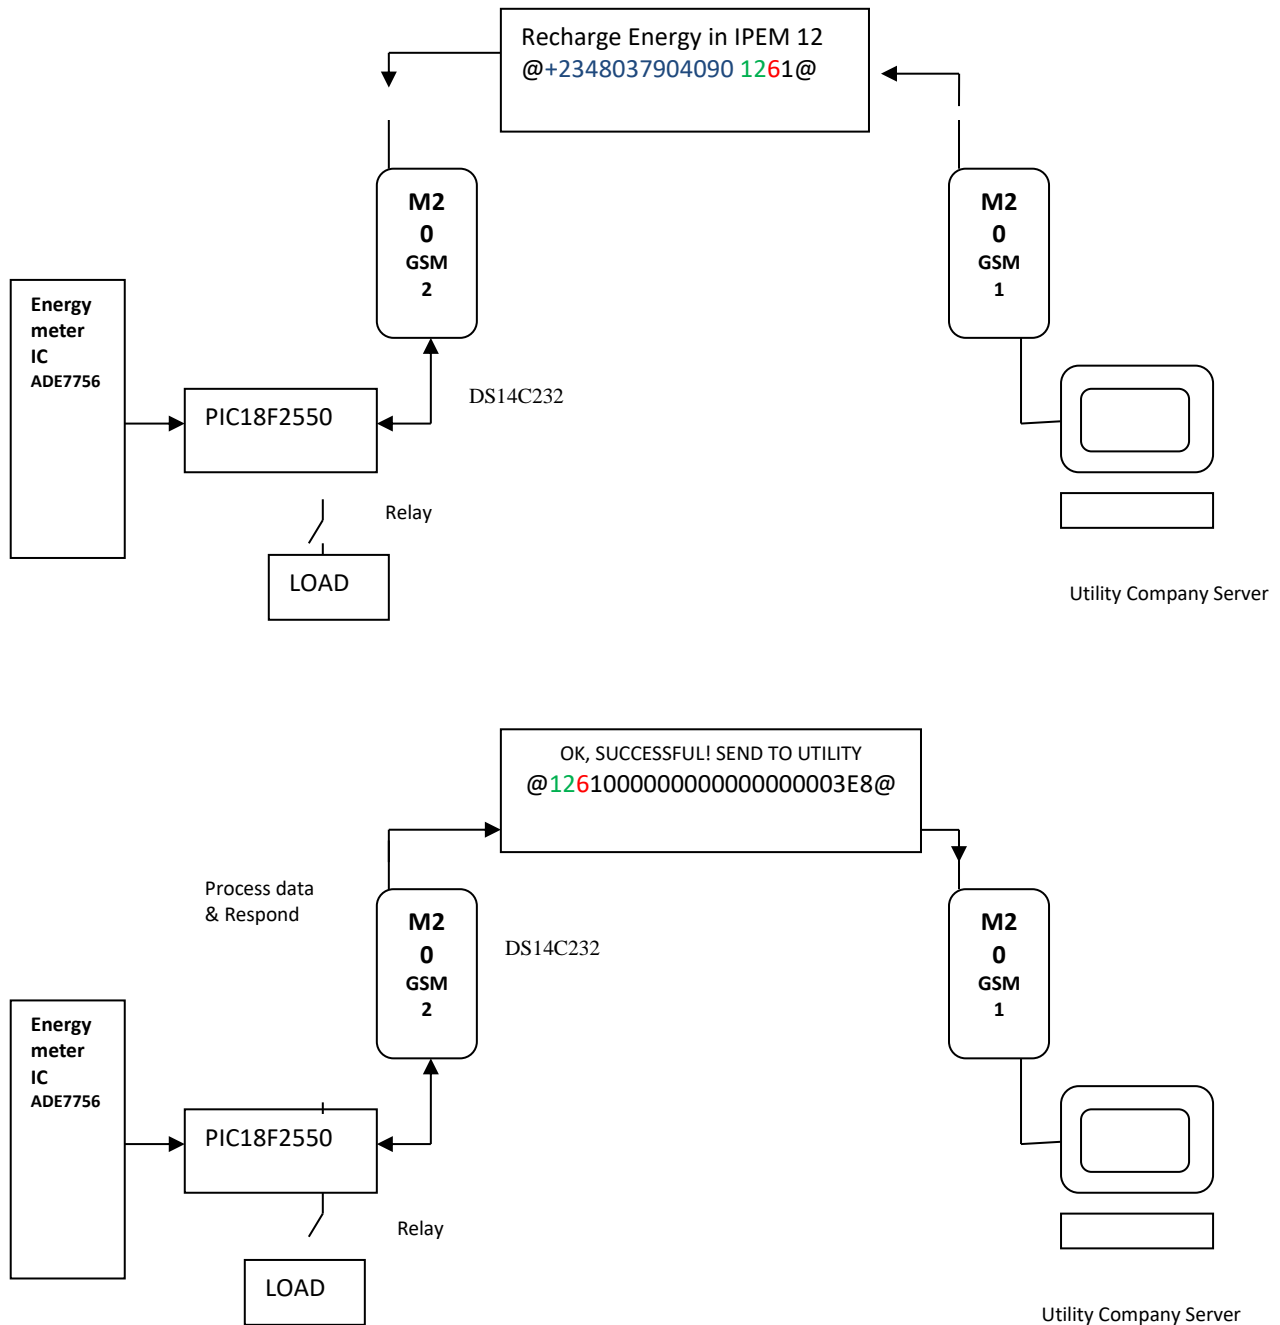 Recharge Energy in IPEM 12
@+2348037904090 1261@
M2
0
GSM
2
M2
0
GSM
1
Energy
meter
IC
ADE7756
PIC18F2550
DS14C232
Relay
LOAD
Utility Company Server
OK, SUCCESSFUL! SEND TO UTILITY
@1261000000000000000003E8@
Process data
& Respond
M2
0
GSM
2
DS14C232
M2
0
GSM
1
Energy
meter
IC
ADE7756
PIC18F2550
Relay
LOAD
Utility Company Server